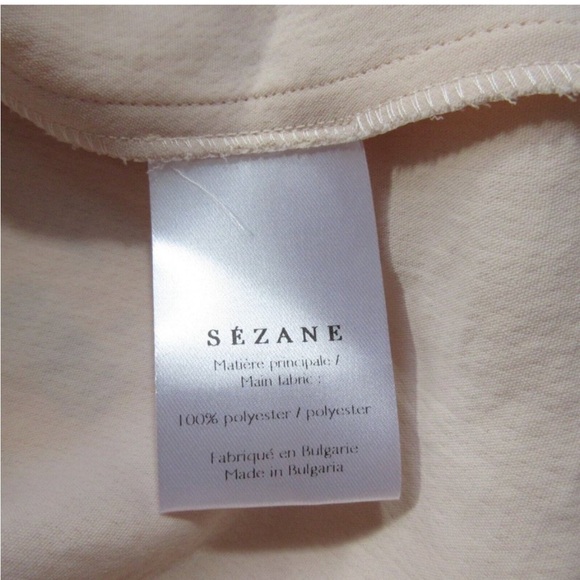 SÉZANE
Matière principale /
Main fabric :
100% polyester / polyester
Fabriqué en Bulgarie
Made in Bulgaria